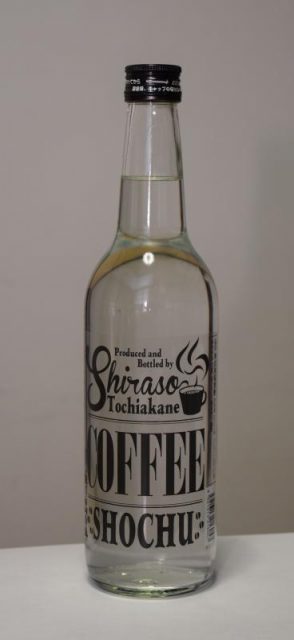 Produced and
Bottled by
Shiraso
Tochiakane
COFFEE
SHOCHU